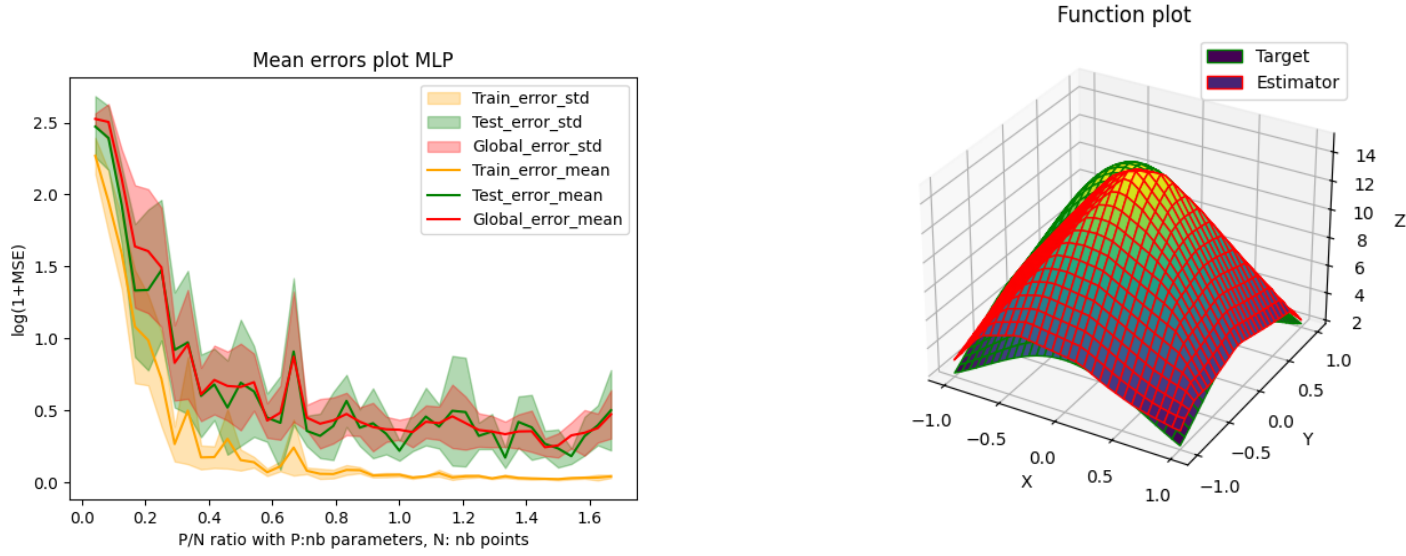 Mean errors plot MLP
log(1+MSE)
2.5
2.0
1.5
1.0
0.5
0.0
Train_error_std
Test_error_std
Global_error_std
Train_error_mean
Test_error_mean
Global_error_mean
0.0 0.2 0.4 0.6 0.8 1.0 1.2 1.4 1.6
P/N ratio with P:nb parameters, N: nb points
Function plot
Target
Estimator
14
12
10
8
6
4
2
Z
−1.0 −0.5 0.0 0.5 1.0
X
1.0
0.5
0.0
−0.5
−1.0
Y